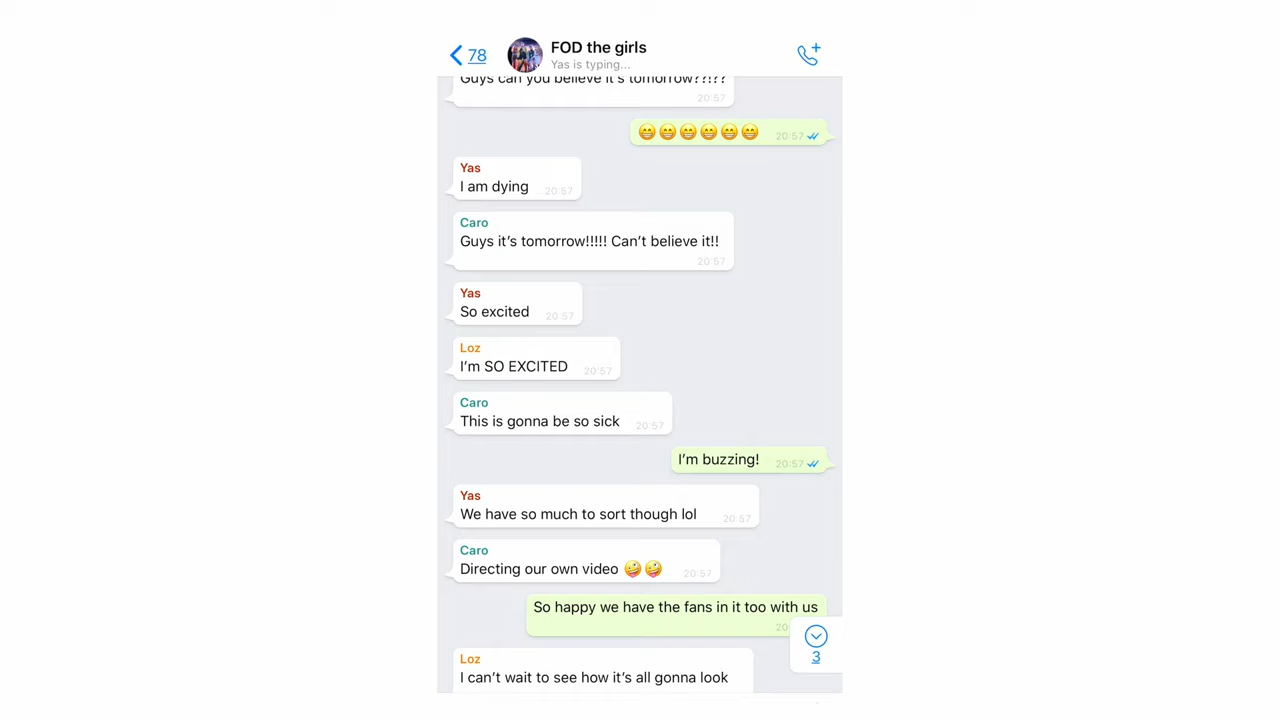 78
FOD the girls
Yas is typing...
Guys can you believe it's tomorrow??!??
20:57
😁😁😁😁😁😁 20:57
Yas
I am dying 20:57
Caro
Guys it's tomorrow!!!!! Can't believe it!!
20:57
Yas
So excited 20:57
Loz
I'm SO EXCITED 20:57
Caro
This is gonna be so sick 20:57
I'm buzzing! 20:57
Yas
We have so much to sort though lol 20:57
Caro
Directing our own video 🤪🤪 20:57
So happy we have the fans in it too with us
20
3
Loz
I can't wait to see how it's all gonna look